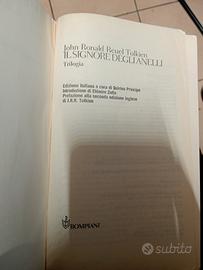 John Ronald Reuel Tolkien
IL SIGNORE DEGLI ANELLI
Trilogia
Edizione italiana a cura di Quirino Principe
Introduzione di Elémire Zolla
Prefazione alla seconda edizione inglese
di J.R.R. Tolkien
BOMPIANI
subito